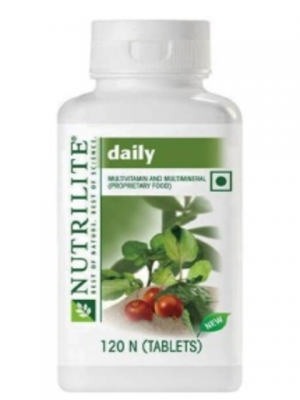 NUTRILITE®
BEST OF NATURE. BEST OF SCIENCE.
daily
MULTIVITAMIN AND MULTIMINERAL
(PROPRIETARY FOOD)
NEW
120 N (TABLETS)